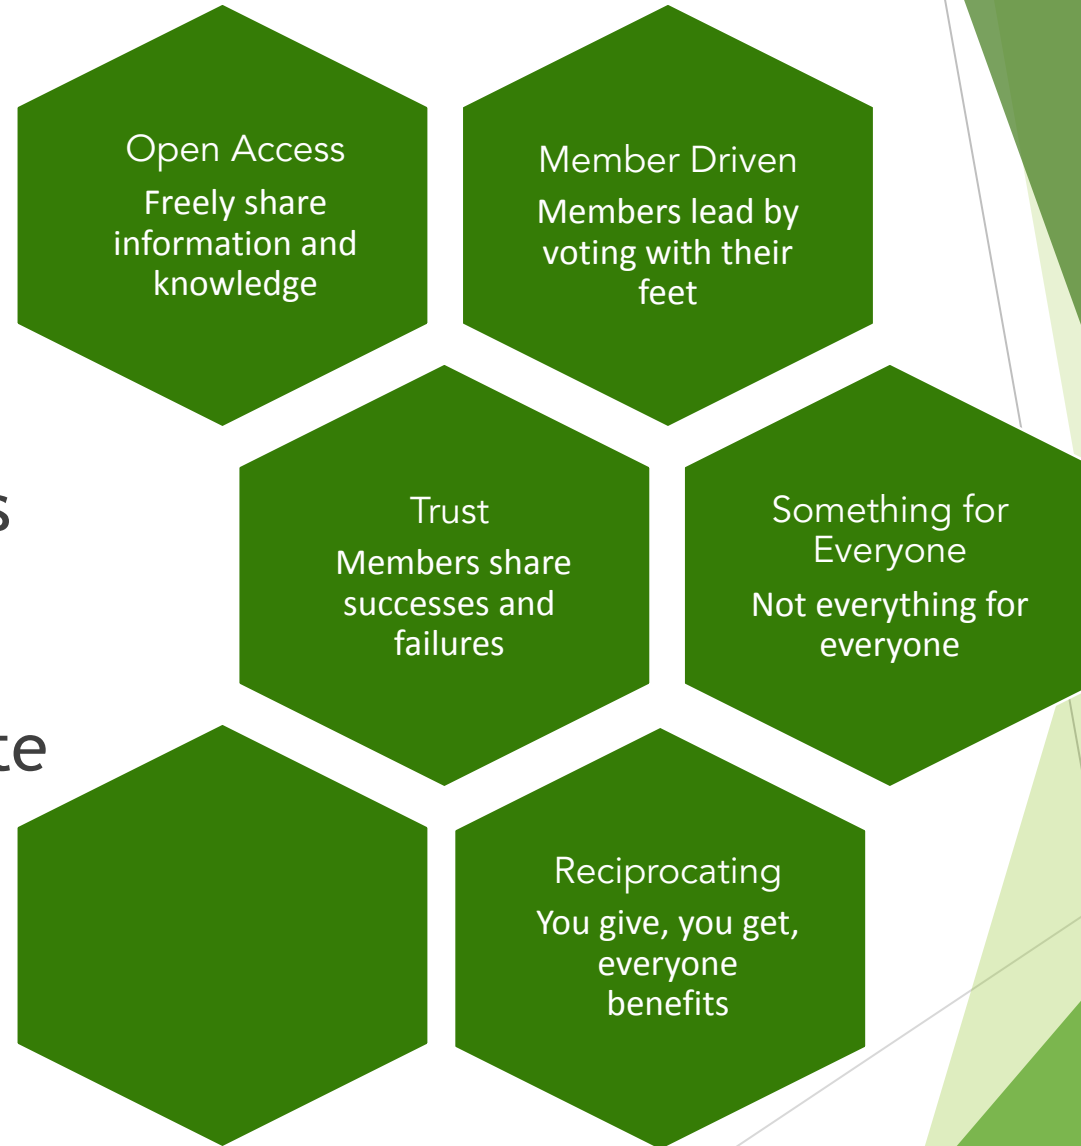 Open Access
Freely share
information and
knowledge
Member Driven
Members lead by
voting with their
feet
s
Trust
Members share
successes and
failures
Something for
Everyone
Not everything for
everyone
te
Reciprocating
You give, you get,
everyone
benefits